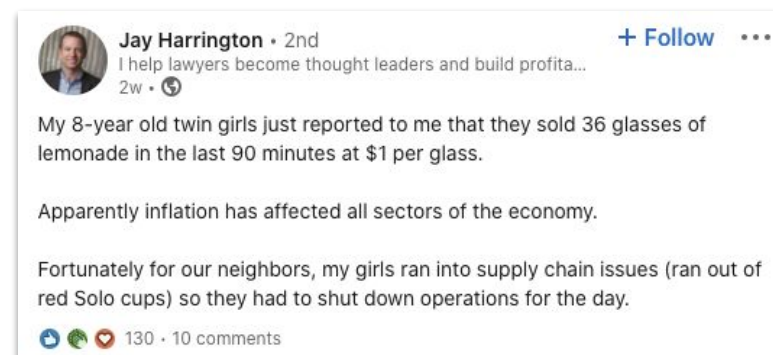 Jay Harrington • 2nd
+ Follow •••
I help lawyers become thought leaders and build profita...
2w •
My 8-year old twin girls just reported to me that they sold 36 glasses of
lemonade in the last 90 minutes at $1 per glass.
Apparently inflation has affected all sectors of the economy.
Fortunately for our neighbors, my girls ran into supply chain issues (ran out of
red Solo cups) so they had to shut down operations for the day.
130 · 10 comments